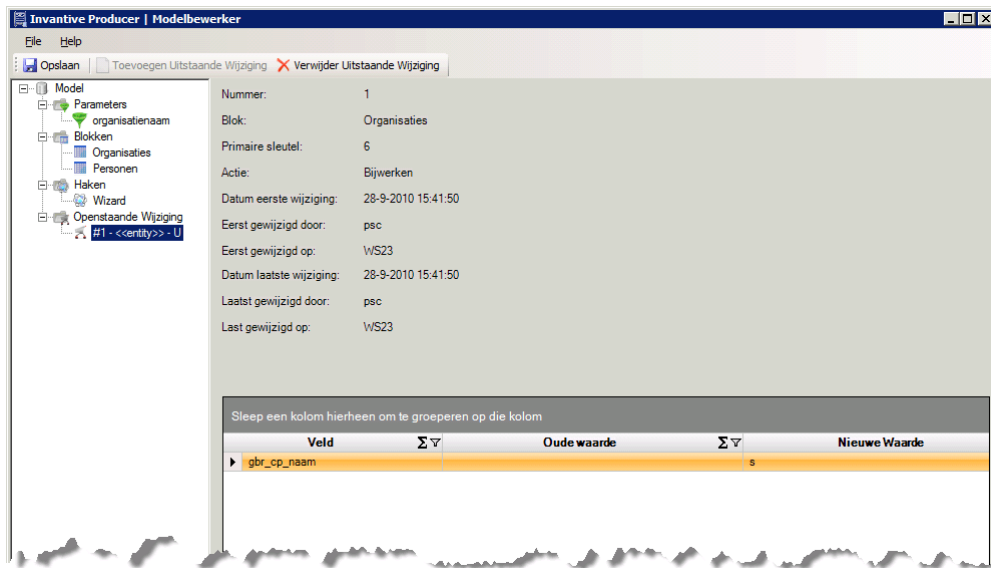 Invantive Producer | Modelbewerker
File Help
Opslaan Toevoegen Uitstaande Wijziging Verwijder Uitstaande Wijziging
Model
Parameters
organisatienaam
Blokken
Organisaties
Personen
Haken
Wizard
Openstaande Wijziging
#1 - <<entity>> - U
Nummer: 1
Blok: Organisaties
Primaire sleutel: 6
Actie: Bijwerken
Datum eerste wijziging: 28-9-2010 15:41:50
Eerst gewijzigd door: psc
Eerst gewijzigd op: WS23
Datum laatste wijziging: 28-9-2010 15:41:50
Laatst gewijzigd door: psc
Last gewijzigd op: WS23
Sleep een kolom hierheen om te groeperen op die kolom
Veld Σ Oude waarde Σ Nieuwe Waarde
gbr_cp_naam s